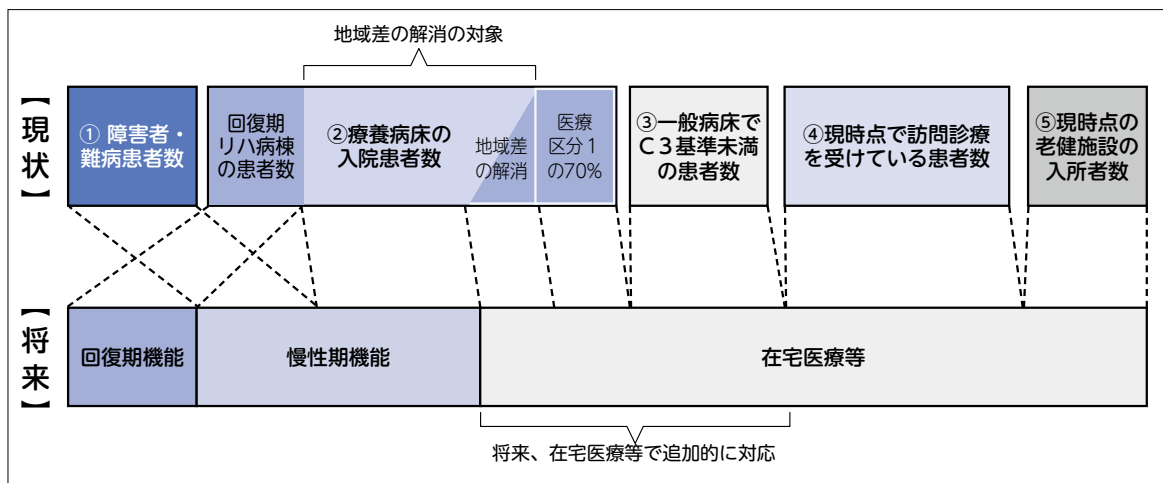 地域差の解消の対象
【現状】
① 障害者・
難病患者数
回復期
リハ病棟
の患者数
②療養病床の
入院患者数
地域差
の解消
医療
区分１
の70%
③一般病床で
Ｃ３基準未満
の患者数
④現時点で訪問診療
を受けている患者数
⑤現時点の
老健施設の
入所者数
【将来】
回復期機能
慢性期機能
在宅医療等
将来、在宅医療等で追加的に対応